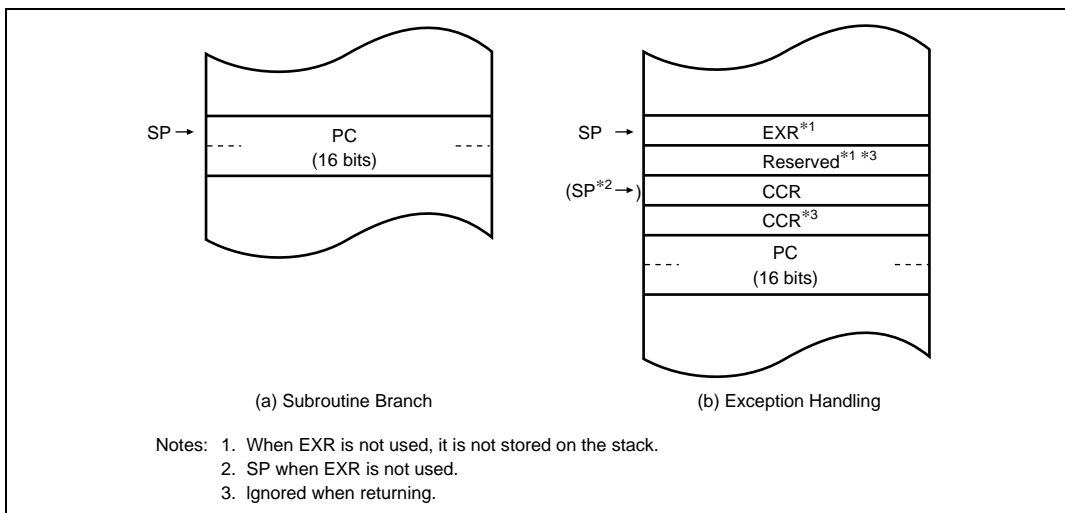 SP →
PC
(16 bits)
(a) Subroutine Branch
SP →
EXR*1
Reserved*1 *3
(SP*2 →)
CCR
CCR*3
PC
(16 bits)
(b) Exception Handling
Notes: 1. When EXR is not used, it is not stored on the stack.
2. SP when EXR is not used.
3. Ignored when returning.